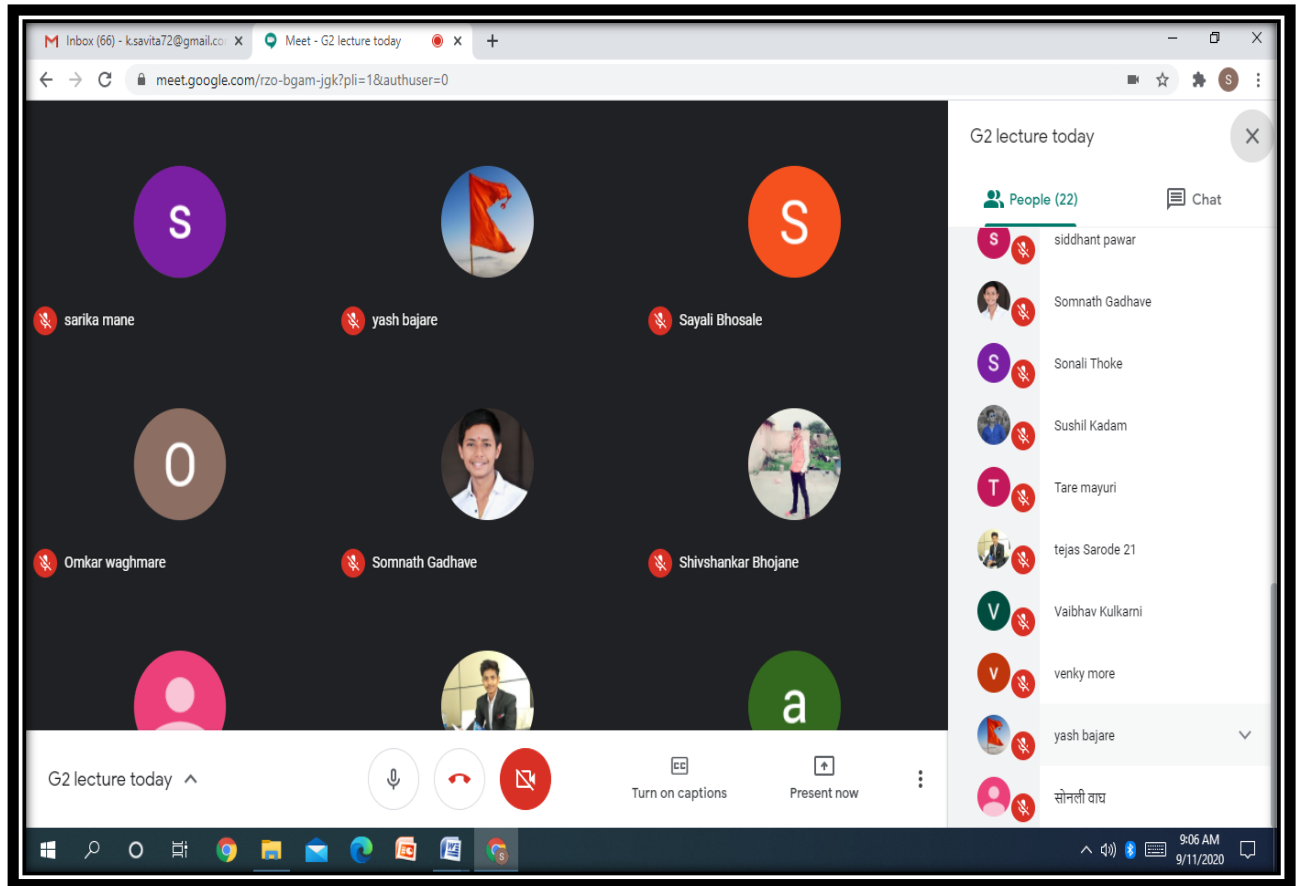 Inbox (66) - k.savita72@gmail.co
Meet - G2 lecture today
meet.google.com/rzo-bgam-jgk?pli=1&authuser=0
S
G2 lecture today
People (22)
Chat
s
sarika mane
yash bajare
S
Sayali Bhosale
O
Omkar waghmare
Somnath Gadhave
Shivshankar Bhojane
a
S
siddhant pawar
Somnath Gadhave
S
Sonali Thoke
Sushil Kadam
T
Tare mayuri
tejas Sarode 21
V
Vaibhav Kulkarni
v
venky more
yash bajare
सोनली वाघ
G2 lecture today
CC
Turn on captions
Present now
9:06 AM
9/11/2020